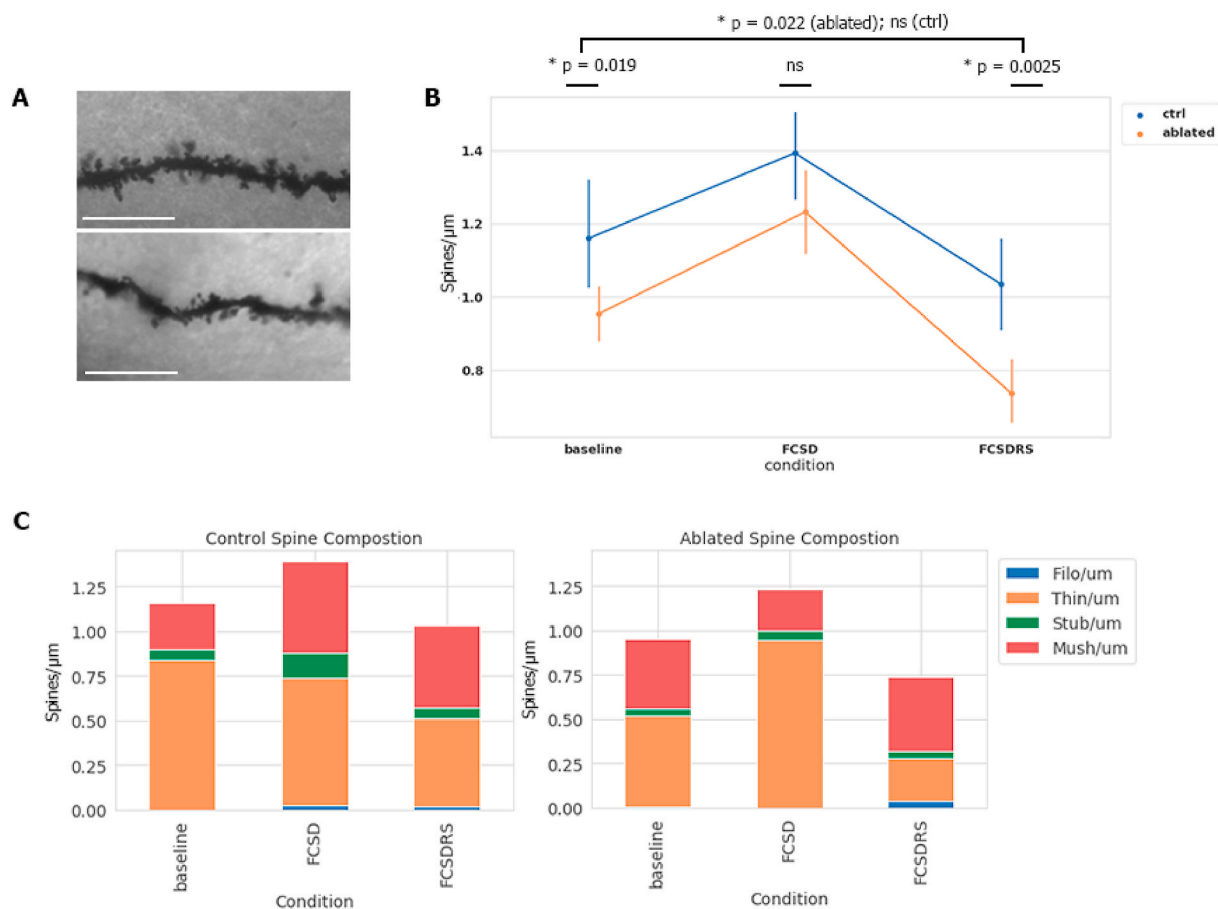 * p = 0.022 (ablated); ns (ctrl)
* p = 0.019
ns
* p = 0.0025
A
B
ctrl
ablated
1.4
1.2
1.0
0.8
Spines/μm
baseline
FCSD
FCSDRS
condition
C
Control Spine Compostion
1.25
1.00
0.75
0.50
0.25
0.00
Spines/μm
baseline
FCSD
FCSDRS
Condition
Ablated Spine Compostion
1.25
1.00
0.75
0.50
0.25
0.00
Spines/μm
baseline
FCSD
FCSDRS
Condition
Filo/um
Thin/um
Stub/um
Mush/um